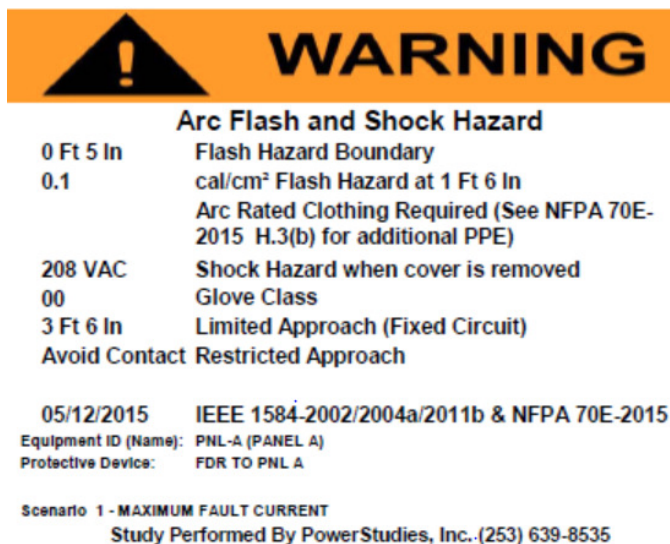 WARNING
Arc Flash and Shock Hazard
0 Ft 5 In Flash Hazard Boundary
0.1 cal/cm² Flash Hazard at 1 Ft 6 In
Arc Rated Clothing Required (See NFPA 70E-
2015 H.3(b) for additional PPE)
208 VAC Shock Hazard when cover is removed
00 Glove Class
3 Ft 6 In Limited Approach (Fixed Circuit)
Avoid Contact Restricted Approach
05/12/2015 IEEE 1584-2002/2004a/2011b & NFPA 70E-2015
Equipment ID (Name): PNL-A (PANEL A)
Protective Device: FDR TO PNL A
Scenario 1 - MAXIMUM FAULT CURRENT
Study Performed By PowerStudies, Inc. (253) 639-8535